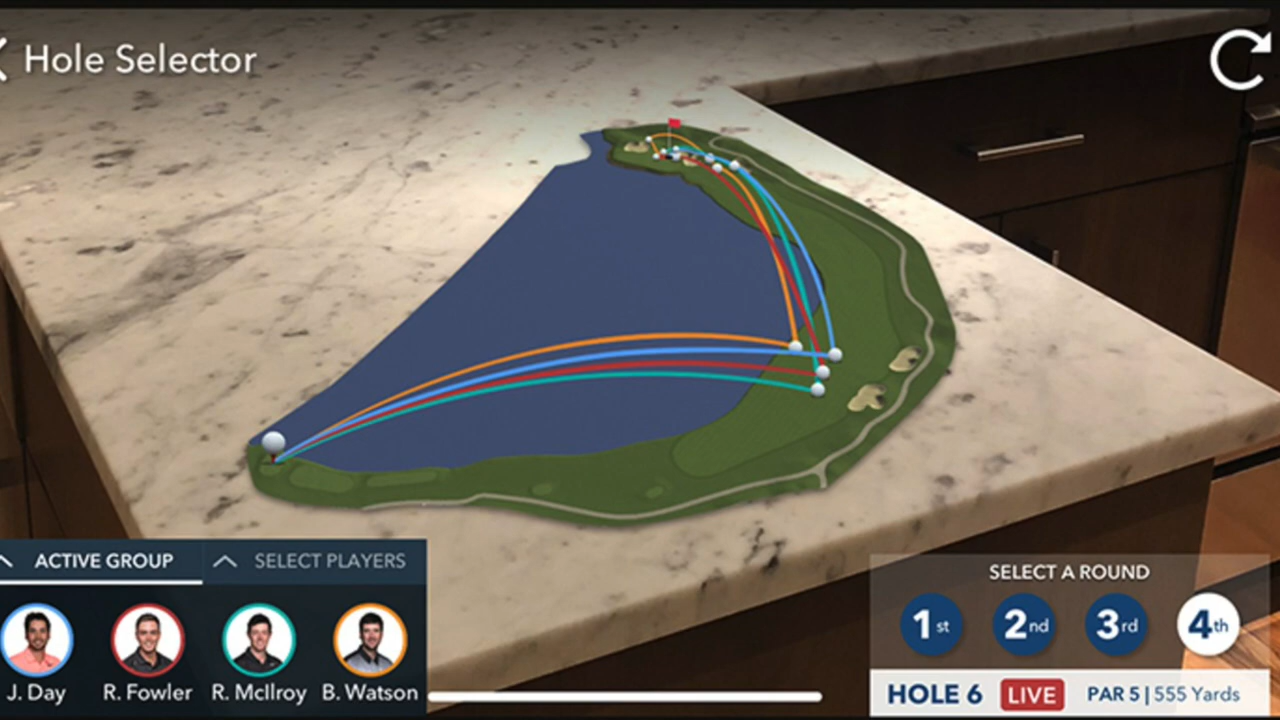 Hole Selector
ACTIVE GROUP
SELECT PLAYERS
J. Day
R. Fowler
R. McIlroy
B. Watson
SELECT A ROUND
1st
2nd
3rd
4th
HOLE 6
LIVE
PAR 5 | 555 Yards